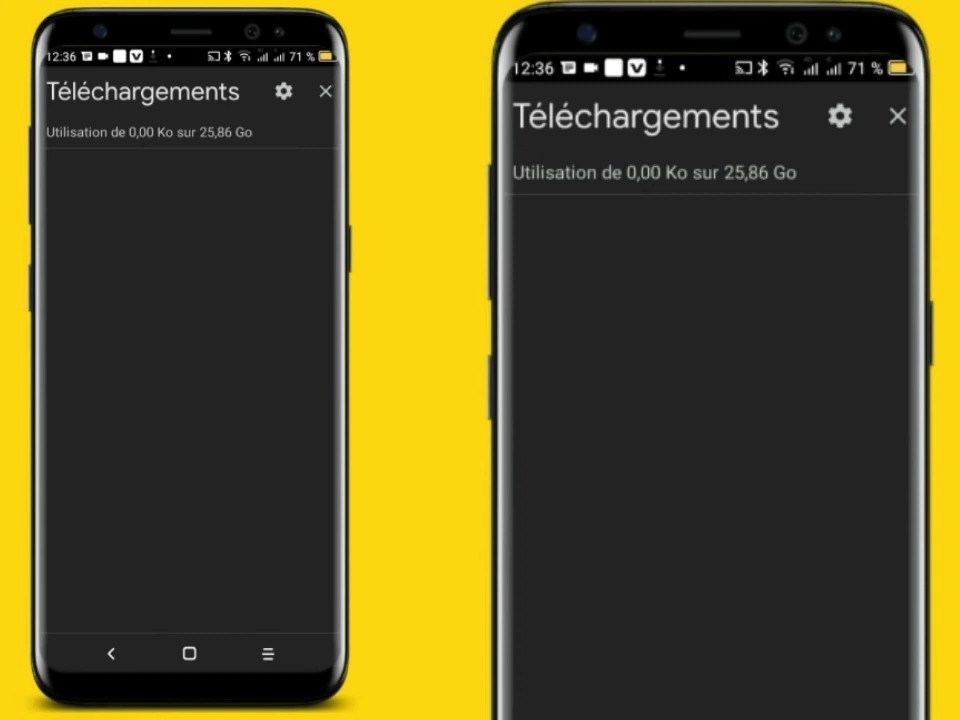 12:36 71 %
Téléchargements
Utilisation de 0,00 Ko sur 25,86 Go
12:36 71 %
Téléchargements
Utilisation de 0,00 Ko sur 25,86 Go